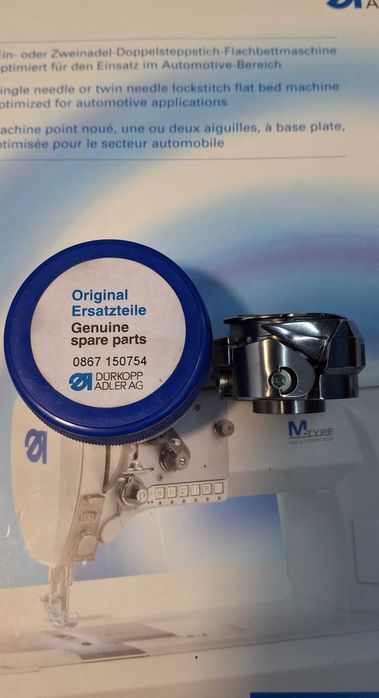 Ein- oder Zweinadel-Doppelsteppstich-Flachbettmaschine
optimiert für den Einsatz im Automotive-Bereich
single needle or twin needle lockstitch flat bed machine
optimized for automotive applications
machine point noué, une ou deux aiguilles, à base plate,
optimisée pour le secteur automobile
Original
Ersatzteile
Genuine
spare parts
0867 150754
DÜRKOPP
ADLER AG
M-TYPE